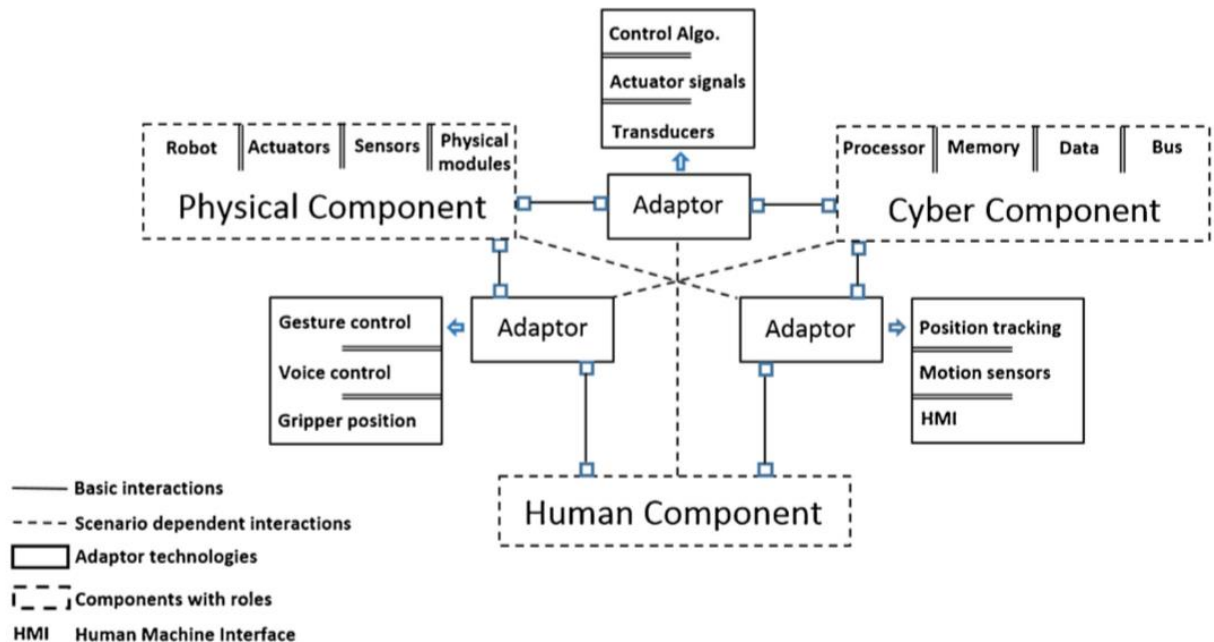 Control Algo.
Actuator signals
Transducers
Robot
Actuators
Sensors
Physical
modules
Physical Component
Adaptor
Processor
Memory
Data
Bus
Cyber Component
Gesture control
Voice control
Gripper position
Adaptor
Adaptor
Position tracking
Motion sensors
HMI
Human Component
Basic interactions
Scenario dependent interactions
Adaptor technologies
Components with roles
HMI Human Machine Interface